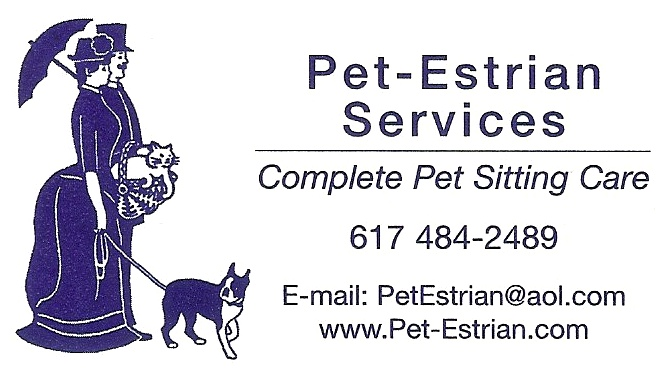 Pet-Estrian
Services
Complete Pet Sitting Care
617 484-2489
E-mail: PetEstrian@aol.com
www.Pet-Estrian.com